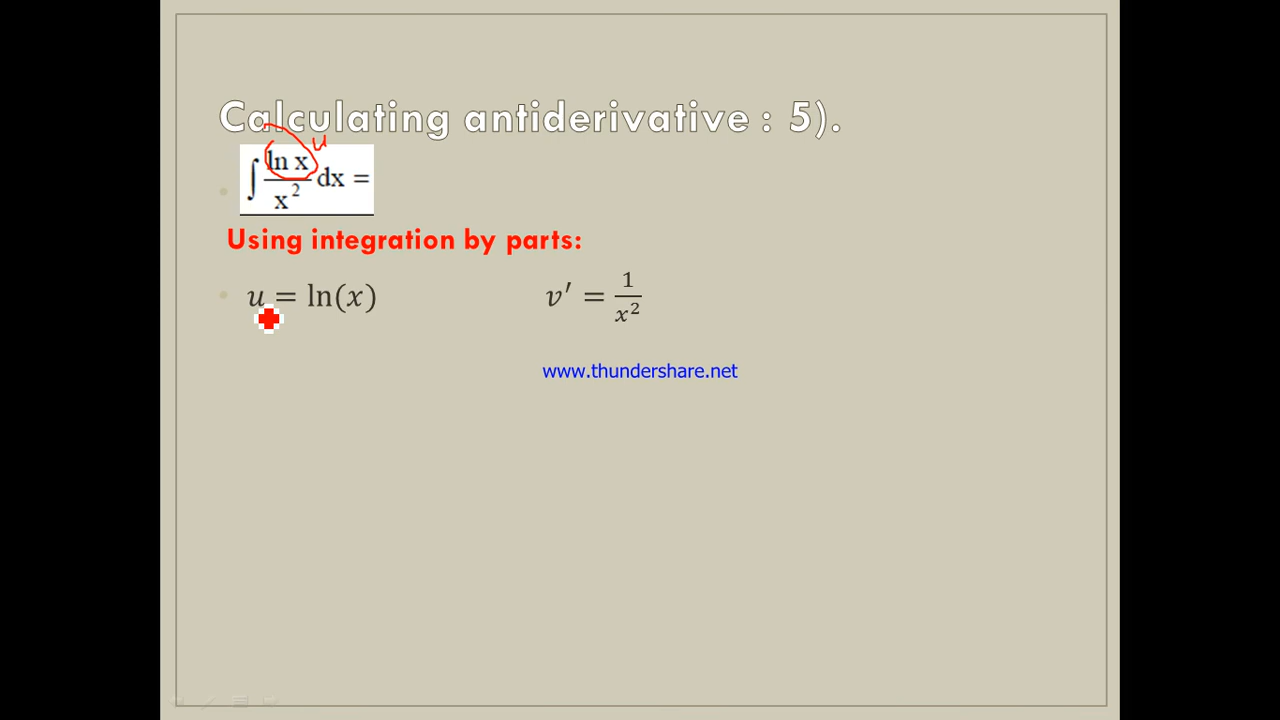 Calculating antiderivative : 5).
u
∫ ln x / x² dx =
Using integration by parts:
u = ln(x) v′ = 1/x²
www.thundershare.net